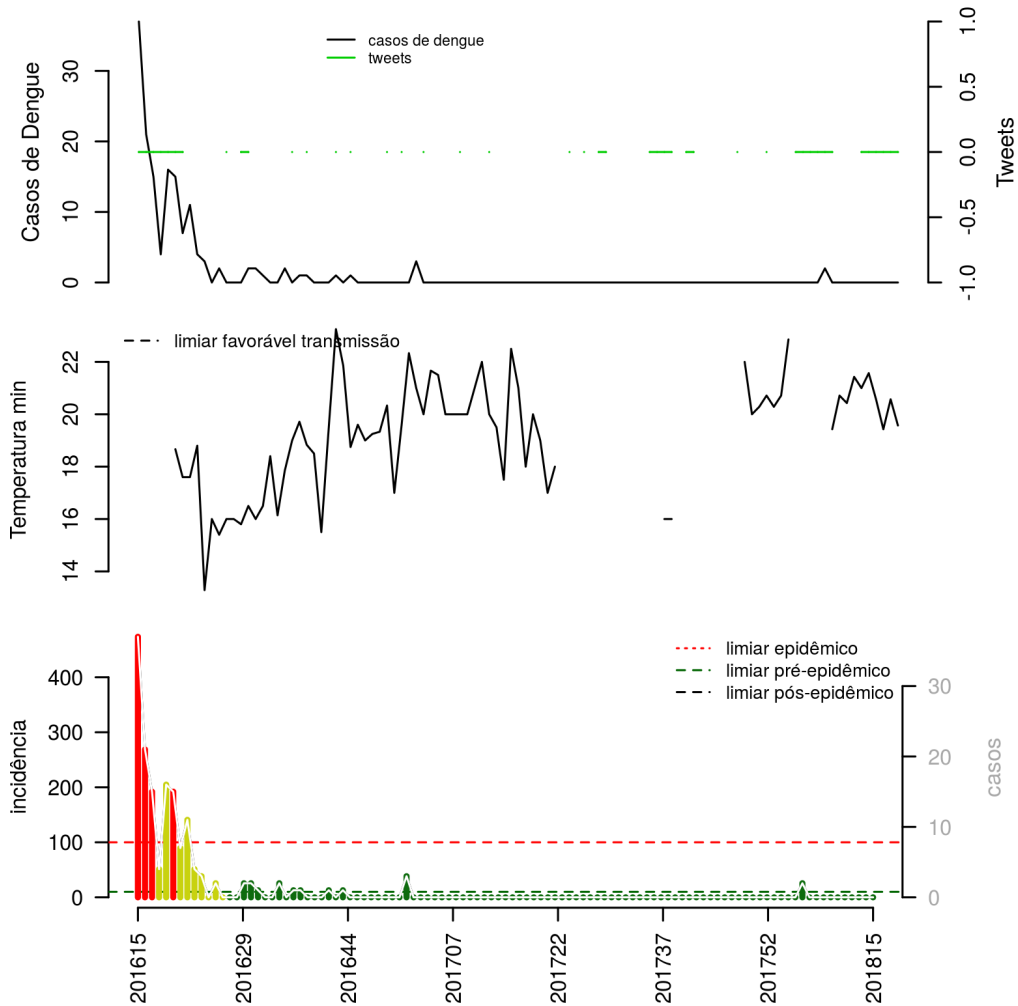 casos de dengue
tweets
Casos de Dengue
0
10
20
30
Tweets
-1.0
-0.5
0.0
0.5
1.0
limiar favorável transmissão
Temperatura min
14
16
18
20
22
limiar epidêmico
limiar pré-epidêmico
limiar pós-epidêmico
incidência
0
100
200
300
400
casos
0
10
20
30
201615
201629
201644
201707
201722
201737
201752
201815